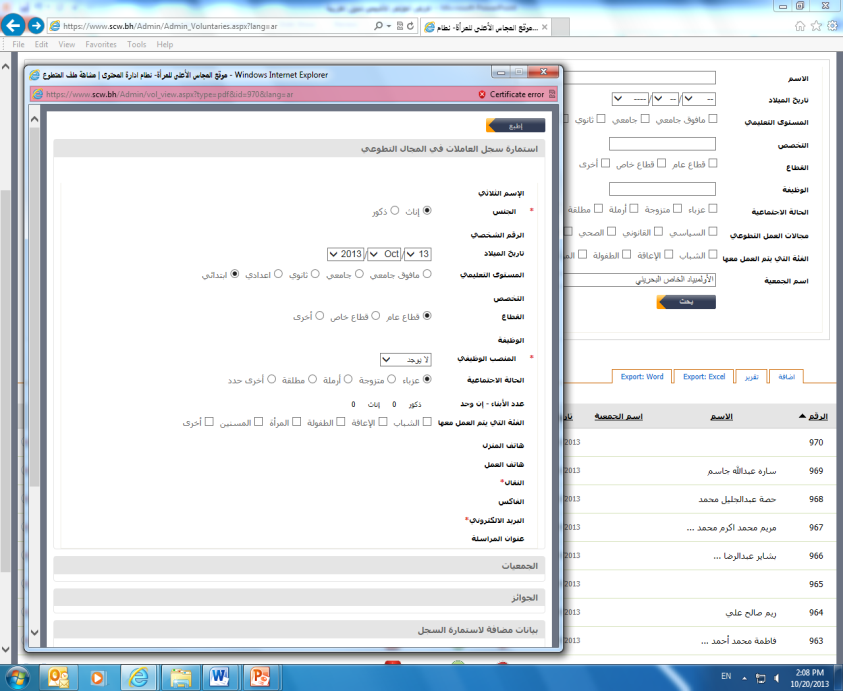 https://www.scw.bh/Admin/Admin_Voluntaries.aspx?lang=ar
موقع المجلس الأعلى للمرأة- نظام...
File Edit View Favorites Tools Help
موقع المجلس الأعلى للمرأة- نظام ادارة المحتوى | مشاهدة ملف المتطوع - Windows Internet Explorer
https://www.scw.bh/Admin/vol_view.aspx?type=pdf&id=970&lang=ar
Certificate error
إطبع
استمارة سجل العاملات في المجال التطوعي
الإسم الثلاثي
* الجنس إناث ذكور
الرقم الشخصي
تاريخ الميلاد 13 / Oct / 2013
المستوى التعليمي مافوق جامعي جامعي ثانوي اعدادي ابتدائي
التخصص
القطاع قطاع عام قطاع خاص أخرى
الوظيفة
* المنصب الوظيفي لا يوجد
الحالة الاجتماعية عزباء متزوجة أرملة مطلقة أخرى حدد
عدد الأبناء - إن وجد ذكور 0 إناث 0
الفئة التي يتم العمل معها الشباب الإعاقة الطفولة المرأة المسنين أخرى
هاتف المنزل
هاتف العمل
النقال*
الفاكس
البريد الالكتروني*
عنوان المراسلة
الجمعيات
الجوائز
بيانات مضافة لاستمارة السجل
الاسم
تاريخ الميلاد -- / -- / ----
المستوى التعليمي مافوق جامعي جامعي ثانوي
التخصص
القطاع قطاع عام قطاع خاص أخرى
الوظيفة
الحالة الاجتماعية عزباء متزوجة أرملة مطلقة
مجالات العمل التطوعي السياسي القانوني الصحي
الفئة التي يتم العمل معها الشباب الإعاقة الطفولة
اسم الجمعية الأولمبياد الخاص البحريني
بحث
اضافة تقرير Export: Excel Export: Word
الرقم الاسم اسم الجمعية
970 2013
969 ساره عبدالله جاسم 2013
968 حصة عبدالجليل محمد 2013
967 مريم محمد اكرم محمد ... 2013
966 بشاير عبدالرضا ... 2013
965 2013
964 ريم صالح علي 2013
963 فاطمة محمد أحمد ... 2013
EN
2:08 PM
10/20/2013